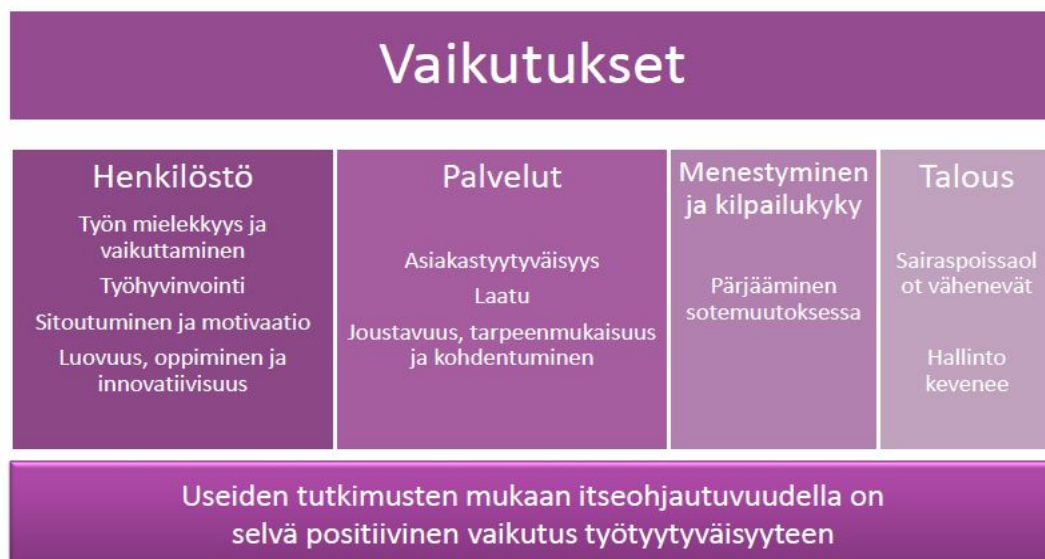 Vaikutukset
Henkilöstö
Työn mielekkyys ja
vaikuttaminen
Työhyvinvointi
Sitoutuminen ja motivaatio
Luovuus, oppiminen ja
innovatiivisuus
Palvelut
Asiakastyytyväisyys
Laatu
Joustavuus, tarpeenmukaisuus
ja kohdentuminen
Menestyminen
ja kilpailukyky
Pärjääminen
sotemuutoksessa
Talous
Sairaspoissaol
ot vähenevät
Hallinto
kevenee
Useiden tutkimusten mukaan itseohjautuvuudella on
selvä positiivinen vaikutus työtyytyväisyyteen